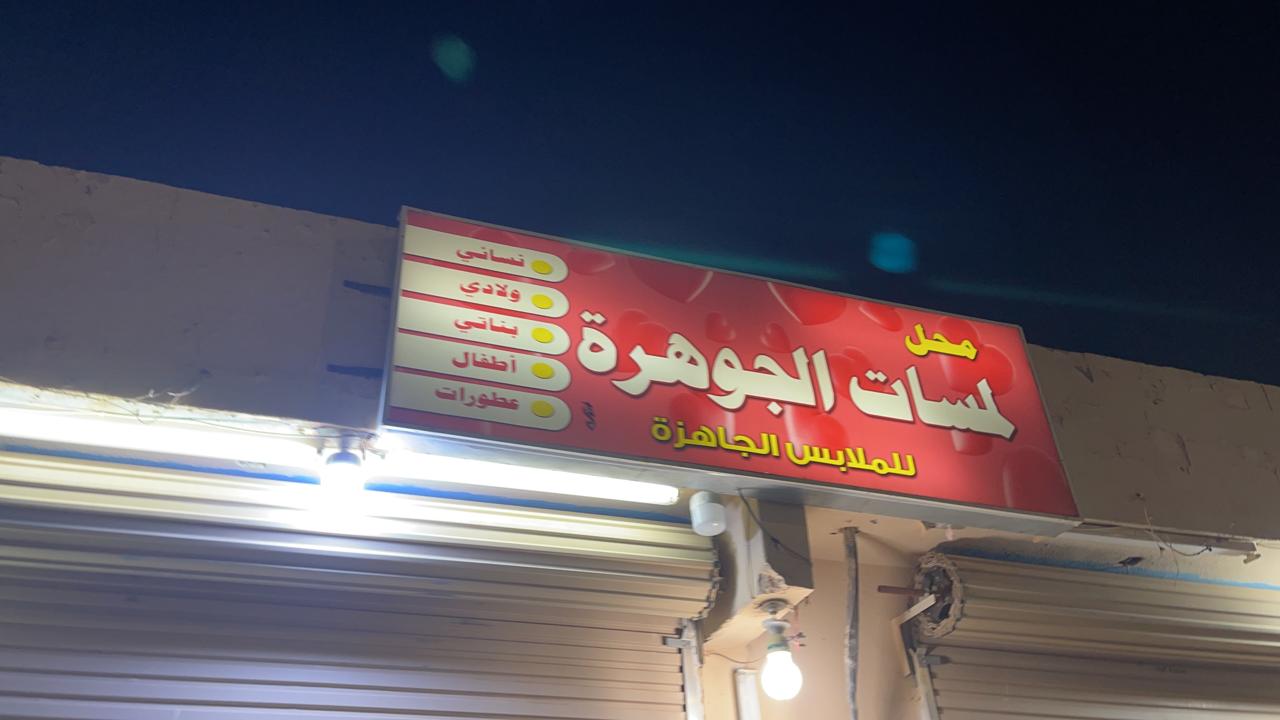 محل
لمسات الجوهرة
للملابس الجاهزة
نسائي
ولادي
بناتي
أطفال
عطورات